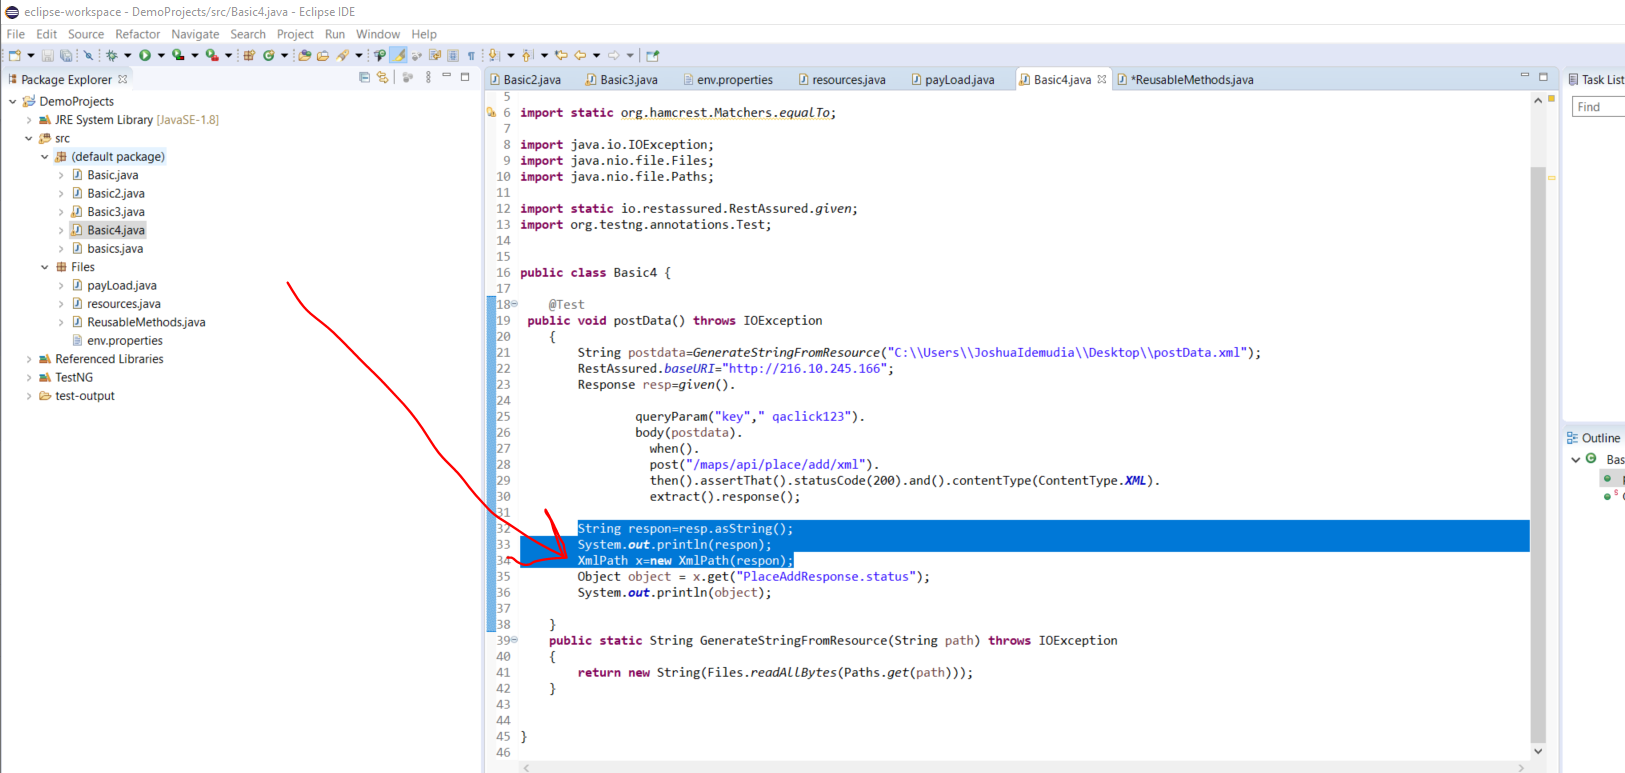 eclipse-workspace - DemoProjects/src/Basic4.java - Eclipse IDE
File Edit Source Refactor Navigate Search Project Run Window Help
Package Explorer
DemoProjects
JRE System Library [JavaSE-1.8]
src
(default package)
Basic.java
Basic2.java
Basic3.java
Basic4.java
basics.java
Files
payLoad.java
resources.java
ReusableMethods.java
env.properties
Referenced Libraries
TestNG
test-output
Basic2.java Basic3.java env.properties resources.java payLoad.java Basic4.java *ReusableMethods.java
5
6 import static org.hamcrest.Matchers.equalTo;
7
8 import java.io.IOException;
9 import java.nio.file.Files;
10 import java.nio.file.Paths;
11
12 import static io.restassured.RestAssured.given;
13 import org.testng.annotations.Test;
14
15
16 public class Basic4 {
17
18 @Test
19 public void postData() throws IOException
20 {
21 String postdata=GenerateStringFromResource("C:\\Users\\JoshuaIdemudia\\Desktop\\postData.xml");
22 RestAssured.baseURI="http://216.10.245.166";
23 Response resp=given().
24
25 queryParam("key"," qaclick123").
26 body(postdata).
27 when().
28 post("/maps/api/place/add/xml").
29 then().assertThat().statusCode(200).and().contentType(ContentType.XML).
30 extract().response();
31
32 String respon=resp.asString();
33 System.out.println(respon);
34 XmlPath x=new XmlPath(respon);
35 Object object = x.get("PlaceAddResponse.status");
36 System.out.println(object);
37
38 }
39 public static String GenerateStringFromResource(String path) throws IOException
40 {
41 return new String(Files.readAllBytes(Paths.get(path)));
42 }
43
44
45 }
46
Task List
Find
Outline
Bas